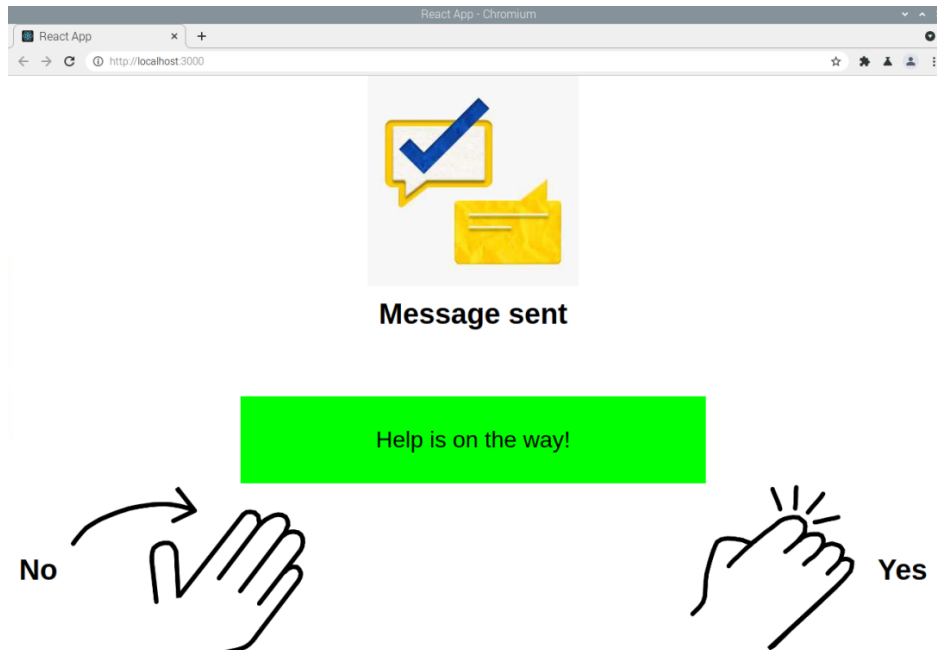 React App - Chromium
React App
http://localhost:3000
Message sent
Help is on the way!
No
Yes